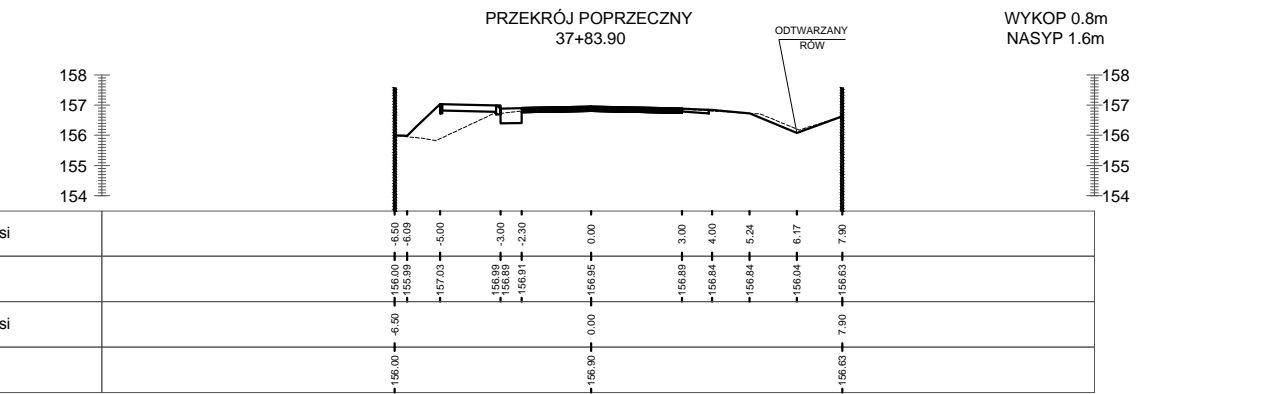 PRZEKRÓJ POPRZECZNY
37+83.90
WYKOP 0.8m
NASYP 1.6m
ODTWARZANY
RÓW
158
157
156
155
154
158
157
156
155
154
si
-6.50 -6.09 -5.00 -3.00 -2.30 0.00 3.00 4.00 5.24 6.17 7.90
156.00 155.99 157.03 156.99 156.89 156.91 156.95 156.89 156.84 156.84 156.04 156.63
si
-6.50 0.00 7.90
156.00 156.90 156.63